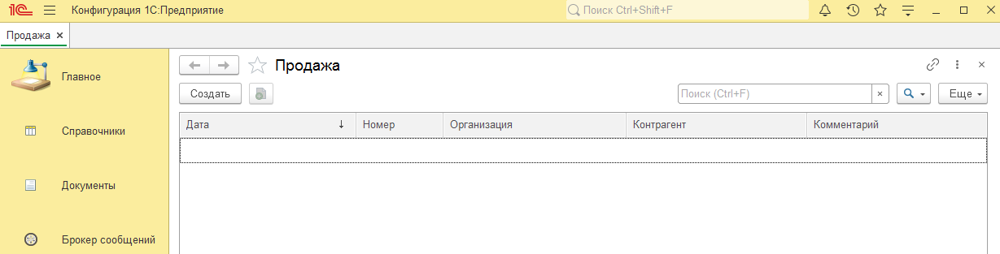 1С Конфигурация 1С:Предприятие Поиск Ctrl+Shift+F
Продажа
Главное
Справочники
Документы
Брокер сообщений
Продажа
Создать Поиск (Ctrl+F) Еще
Дата Номер Организация Контрагент Комментарий